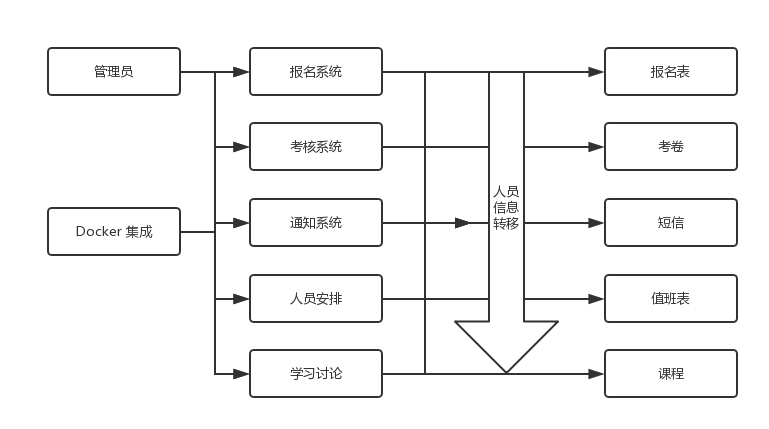 管理员
报名系统
报名表
考核系统
考卷
人员
信息
转移
Docker 集成
通知系统
短信
人员安排
值班表
学习讨论
课程